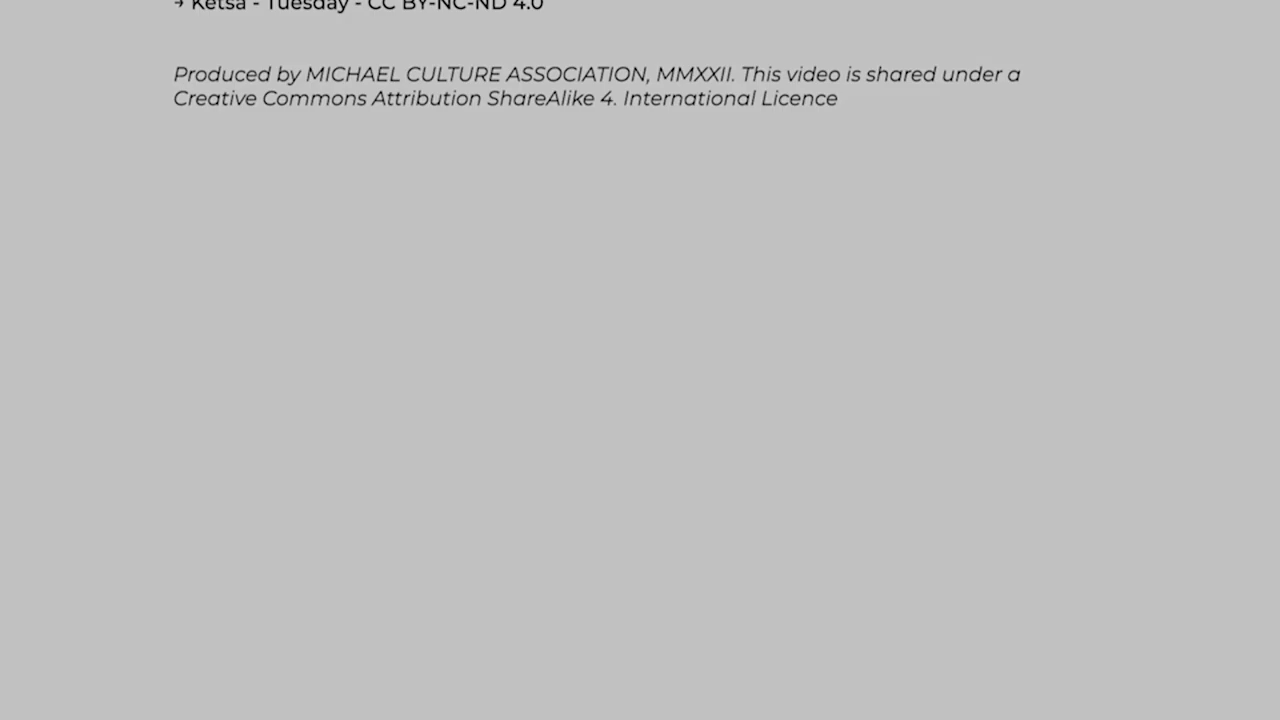 → Ketsa - Tuesday - CC BY-NC-ND 4.0
Produced by MICHAEL CULTURE ASSOCIATION, MMXXII. This video is shared under a
Creative Commons Attribution ShareAlike 4. International Licence